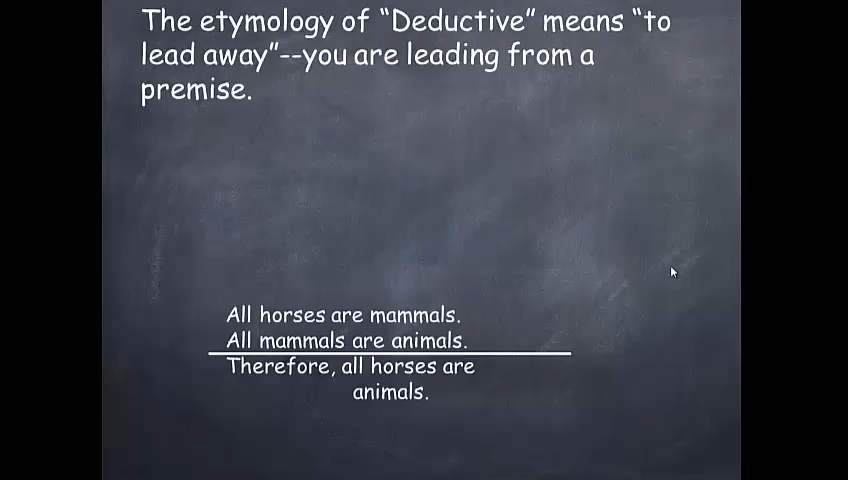 The etymology of “Deductive” means “to
lead away”--you are leading from a
premise.
All horses are mammals.
All mammals are animals.
Therefore, all horses are
animals.